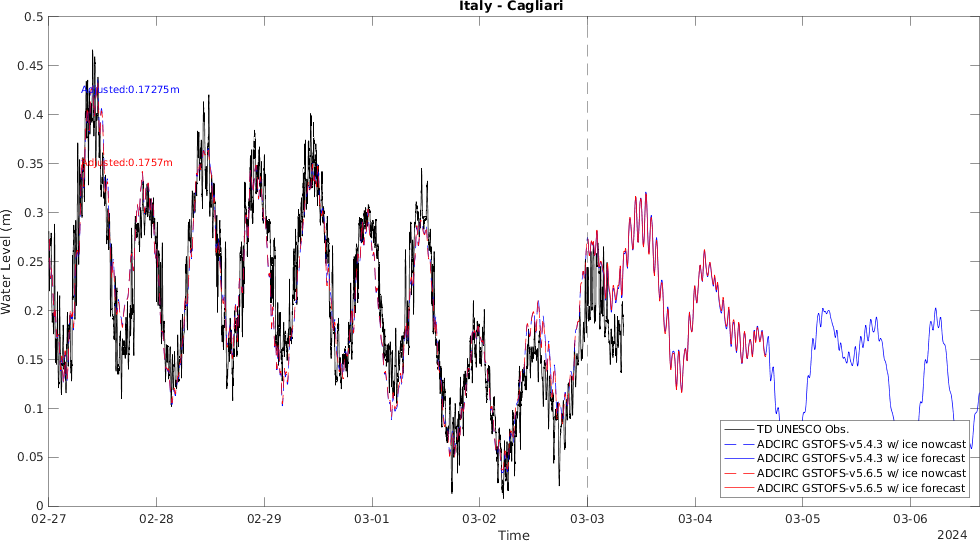 Italy - Cagliari
0.5
0.45
0.4
0.35
0.3
0.25
0.2
0.15
0.1
0.05
0
Water Level (m)
Adjusted:0.17275m
Adjusted:0.1757m
TD UNESCO Obs.
ADCIRC GSTOFS-v5.4.3 w/ ice nowcast
ADCIRC GSTOFS-v5.4.3 w/ ice forecast
ADCIRC GSTOFS-v5.6.5 w/ ice nowcast
ADCIRC GSTOFS-v5.6.5 w/ ice forecast
02-27 02-28 02-29 03-01 03-02 03-03 03-04 03-05 03-06
Time
2024